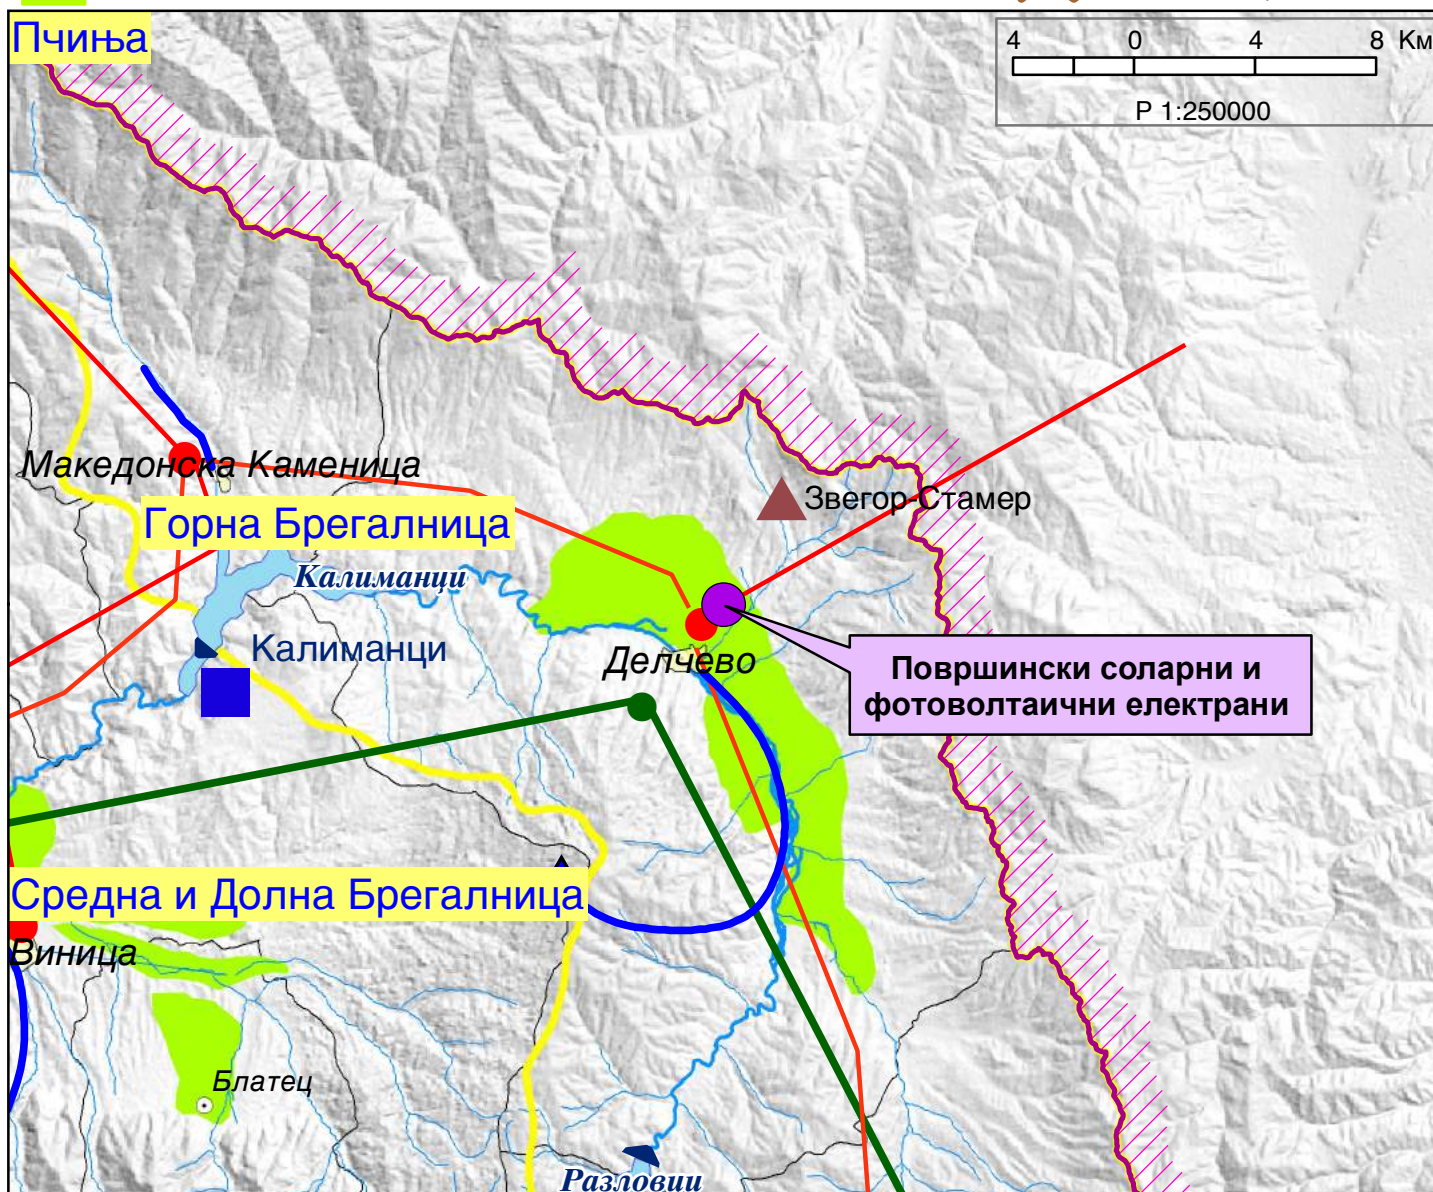 Пчиња
4 0 4 8 Км
Р 1:250000
Македонска Каменица
Звегор-Стамер
Горна Брегалница
Калиманци
Калиманци
Делчево
Површински соларни и
фотоволтаични електрани
Средна и Долна Брегалница
Виница
Блатец
Разловии